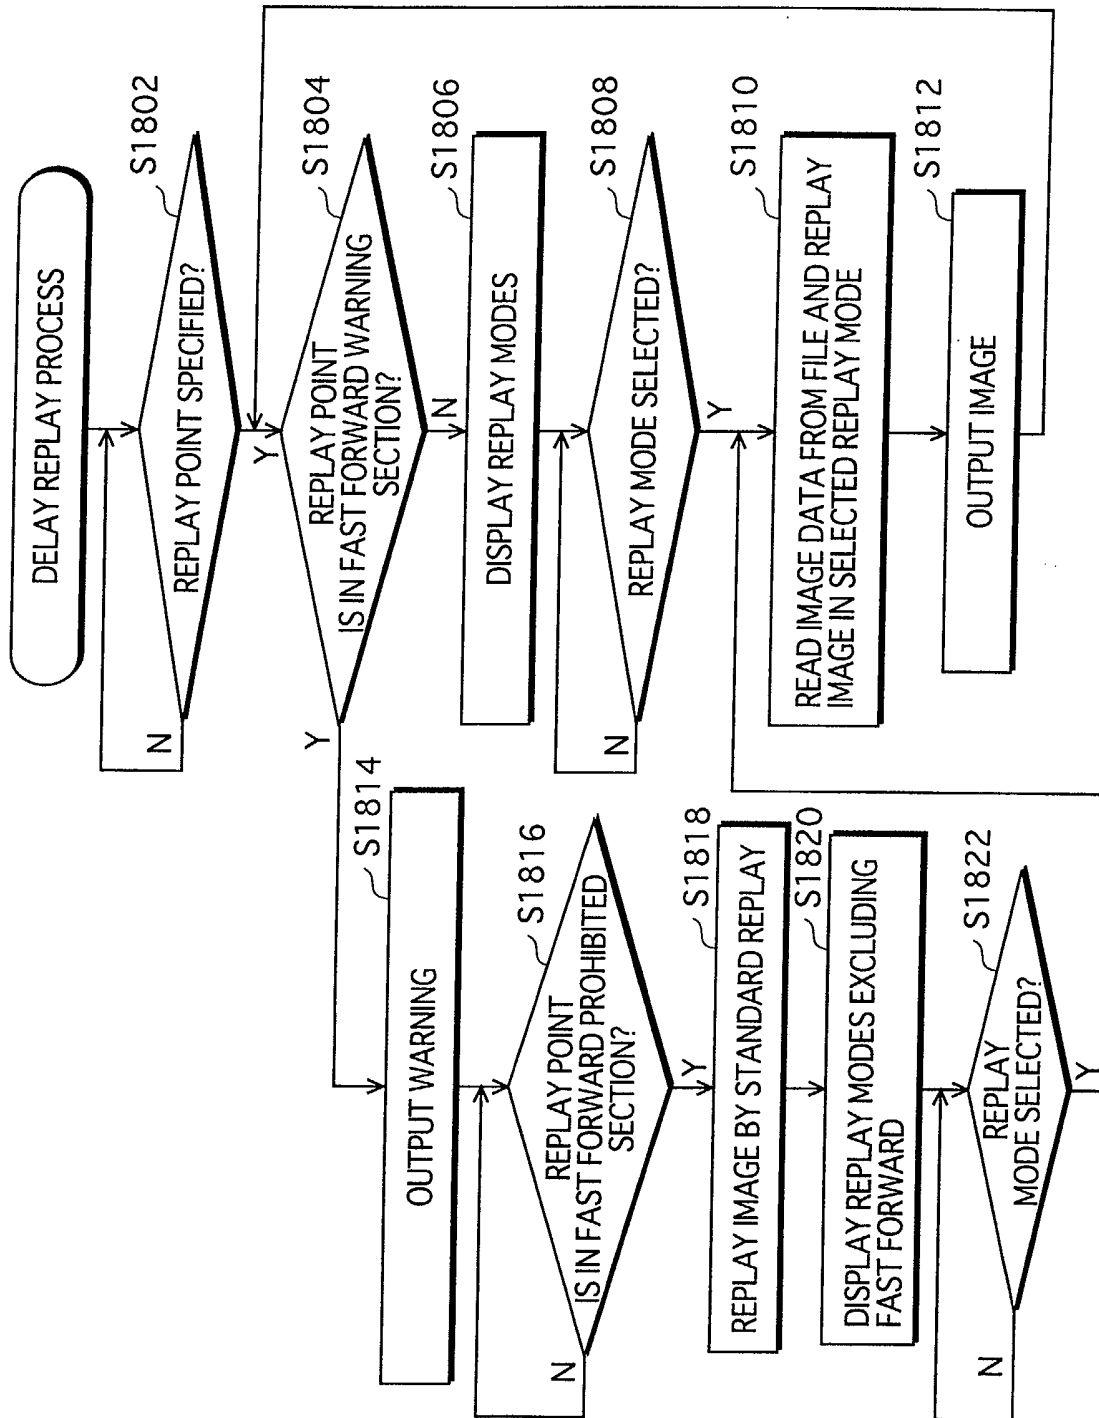 DELAY REPLAY PROCESS
S1802
REPLAY POINT SPECIFIED?
N
Y
S1804
REPLAY POINT
IS IN FAST FORWARD WARNING
SECTION?
Y
N
S1806
DISPLAY REPLAY MODES
S1808
REPLAY MODE SELECTED?
N
Y
S1810
READ IMAGE DATA FROM FILE AND REPLAY
IMAGE IN SELECTED REPLAY MODE
S1812
OUTPUT IMAGE
S1814
OUTPUT WARNING
S1816
REPLAY POINT
IS IN FAST FORWARD PROHIBITED
SECTION?
N
Y
S1818
REPLAY IMAGE BY STANDARD REPLAY
S1820
DISPLAY REPLAY MODES EXCLUDING
FAST FORWARD
S1822
REPLAY
MODE SELECTED?
N
Y